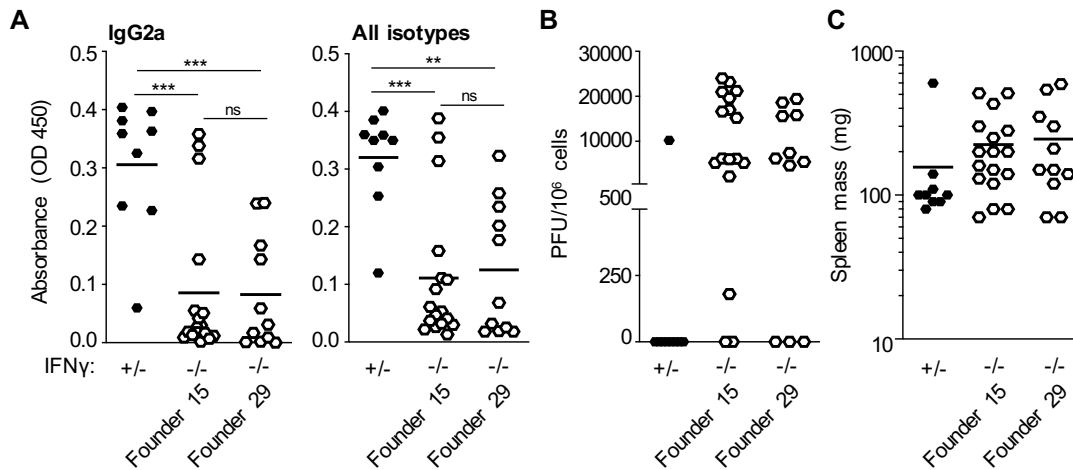 A
IgG2a
Absorbance (OD 450)
0.5
0.4
0.3
0.2
0.1
0.0
***
***
ns
IFNγ:
+/-
-/-
-/-
Founder 15
Founder 29
All isotypes
0.5
0.4
0.3
0.2
0.1
0.0
**
***
ns
+/-
-/-
-/-
Founder 15
Founder 29
B
PFU/10⁶ cells
30000
20000
10000
500
250
0
+/-
-/-
-/-
Founder 15
Founder 29
C
Spleen mass (mg)
1000
100
10
+/-
-/-
-/-
Founder 15
Founder 29